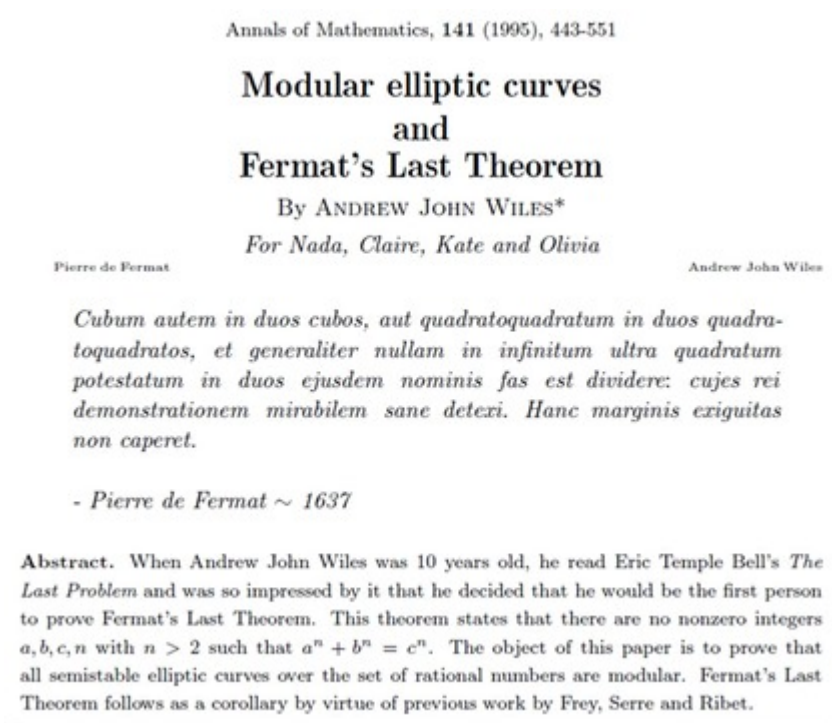 Annals of Mathematics, 141 (1995), 443-551
Modular elliptic curves
and
Fermat's Last Theorem
By Andrew John Wiles*
For Nada, Claire, Kate and Olivia
Pierre de Fermat
Andrew John Wiles
Cubum autem in duos cubos, aut quadratoquadratum in duos quadra-
toquadratos, et generaliter nullam in infinitum ultra quadratum
potestatum in duos ejusdem nominis fas est dividere: cujes rei
demonstrationem mirabilem sane detexi. Hanc marginis exiguitas
non caperet.
- Pierre de Fermat ~ 1637
Abstract. When Andrew John Wiles was 10 years old, he read Eric Temple Bell's The
Last Problem and was so impressed by it that he decided that he would be the first person
to prove Fermat's Last Theorem. This theorem states that there are no nonzero integers
a, b, c, n with n > 2 such that aⁿ + bⁿ = cⁿ. The object of this paper is to prove that
all semistable elliptic curves over the set of rational numbers are modular. Fermat's Last
Theorem follows as a corollary by virtue of previous work by Frey, Serre and Ribet.